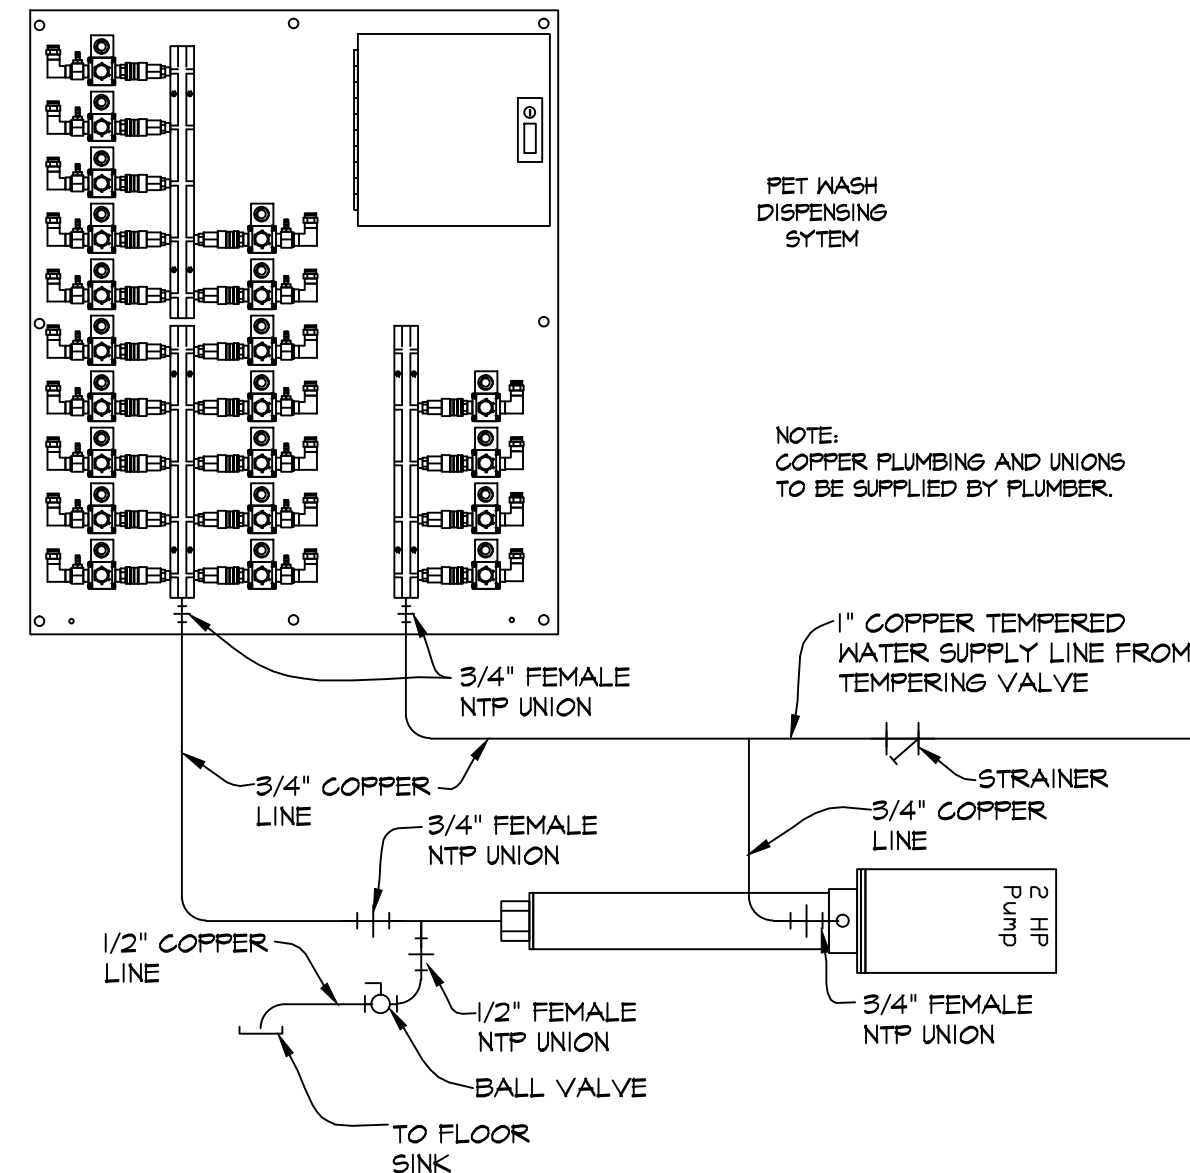 PET WASH
DISPENSING
SYTEM
NOTE:
COPPER PLUMBING AND UNIONS
TO BE SUPPLIED BY PLUMBER.
1" COPPER TEMPERED
WATER SUPPLY LINE FROM
TEMPERING VALVE
3/4" FEMALE
NTP UNION
STRAINER
3/4" COPPER
LINE
3/4" COPPER
LINE
3/4" FEMALE
NTP UNION
2 HP
Pump
1/2" COPPER
LINE
3/4" FEMALE
NTP UNION
1/2" FEMALE
NTP UNION
BALL VALVE
TO FLOOR
SINK